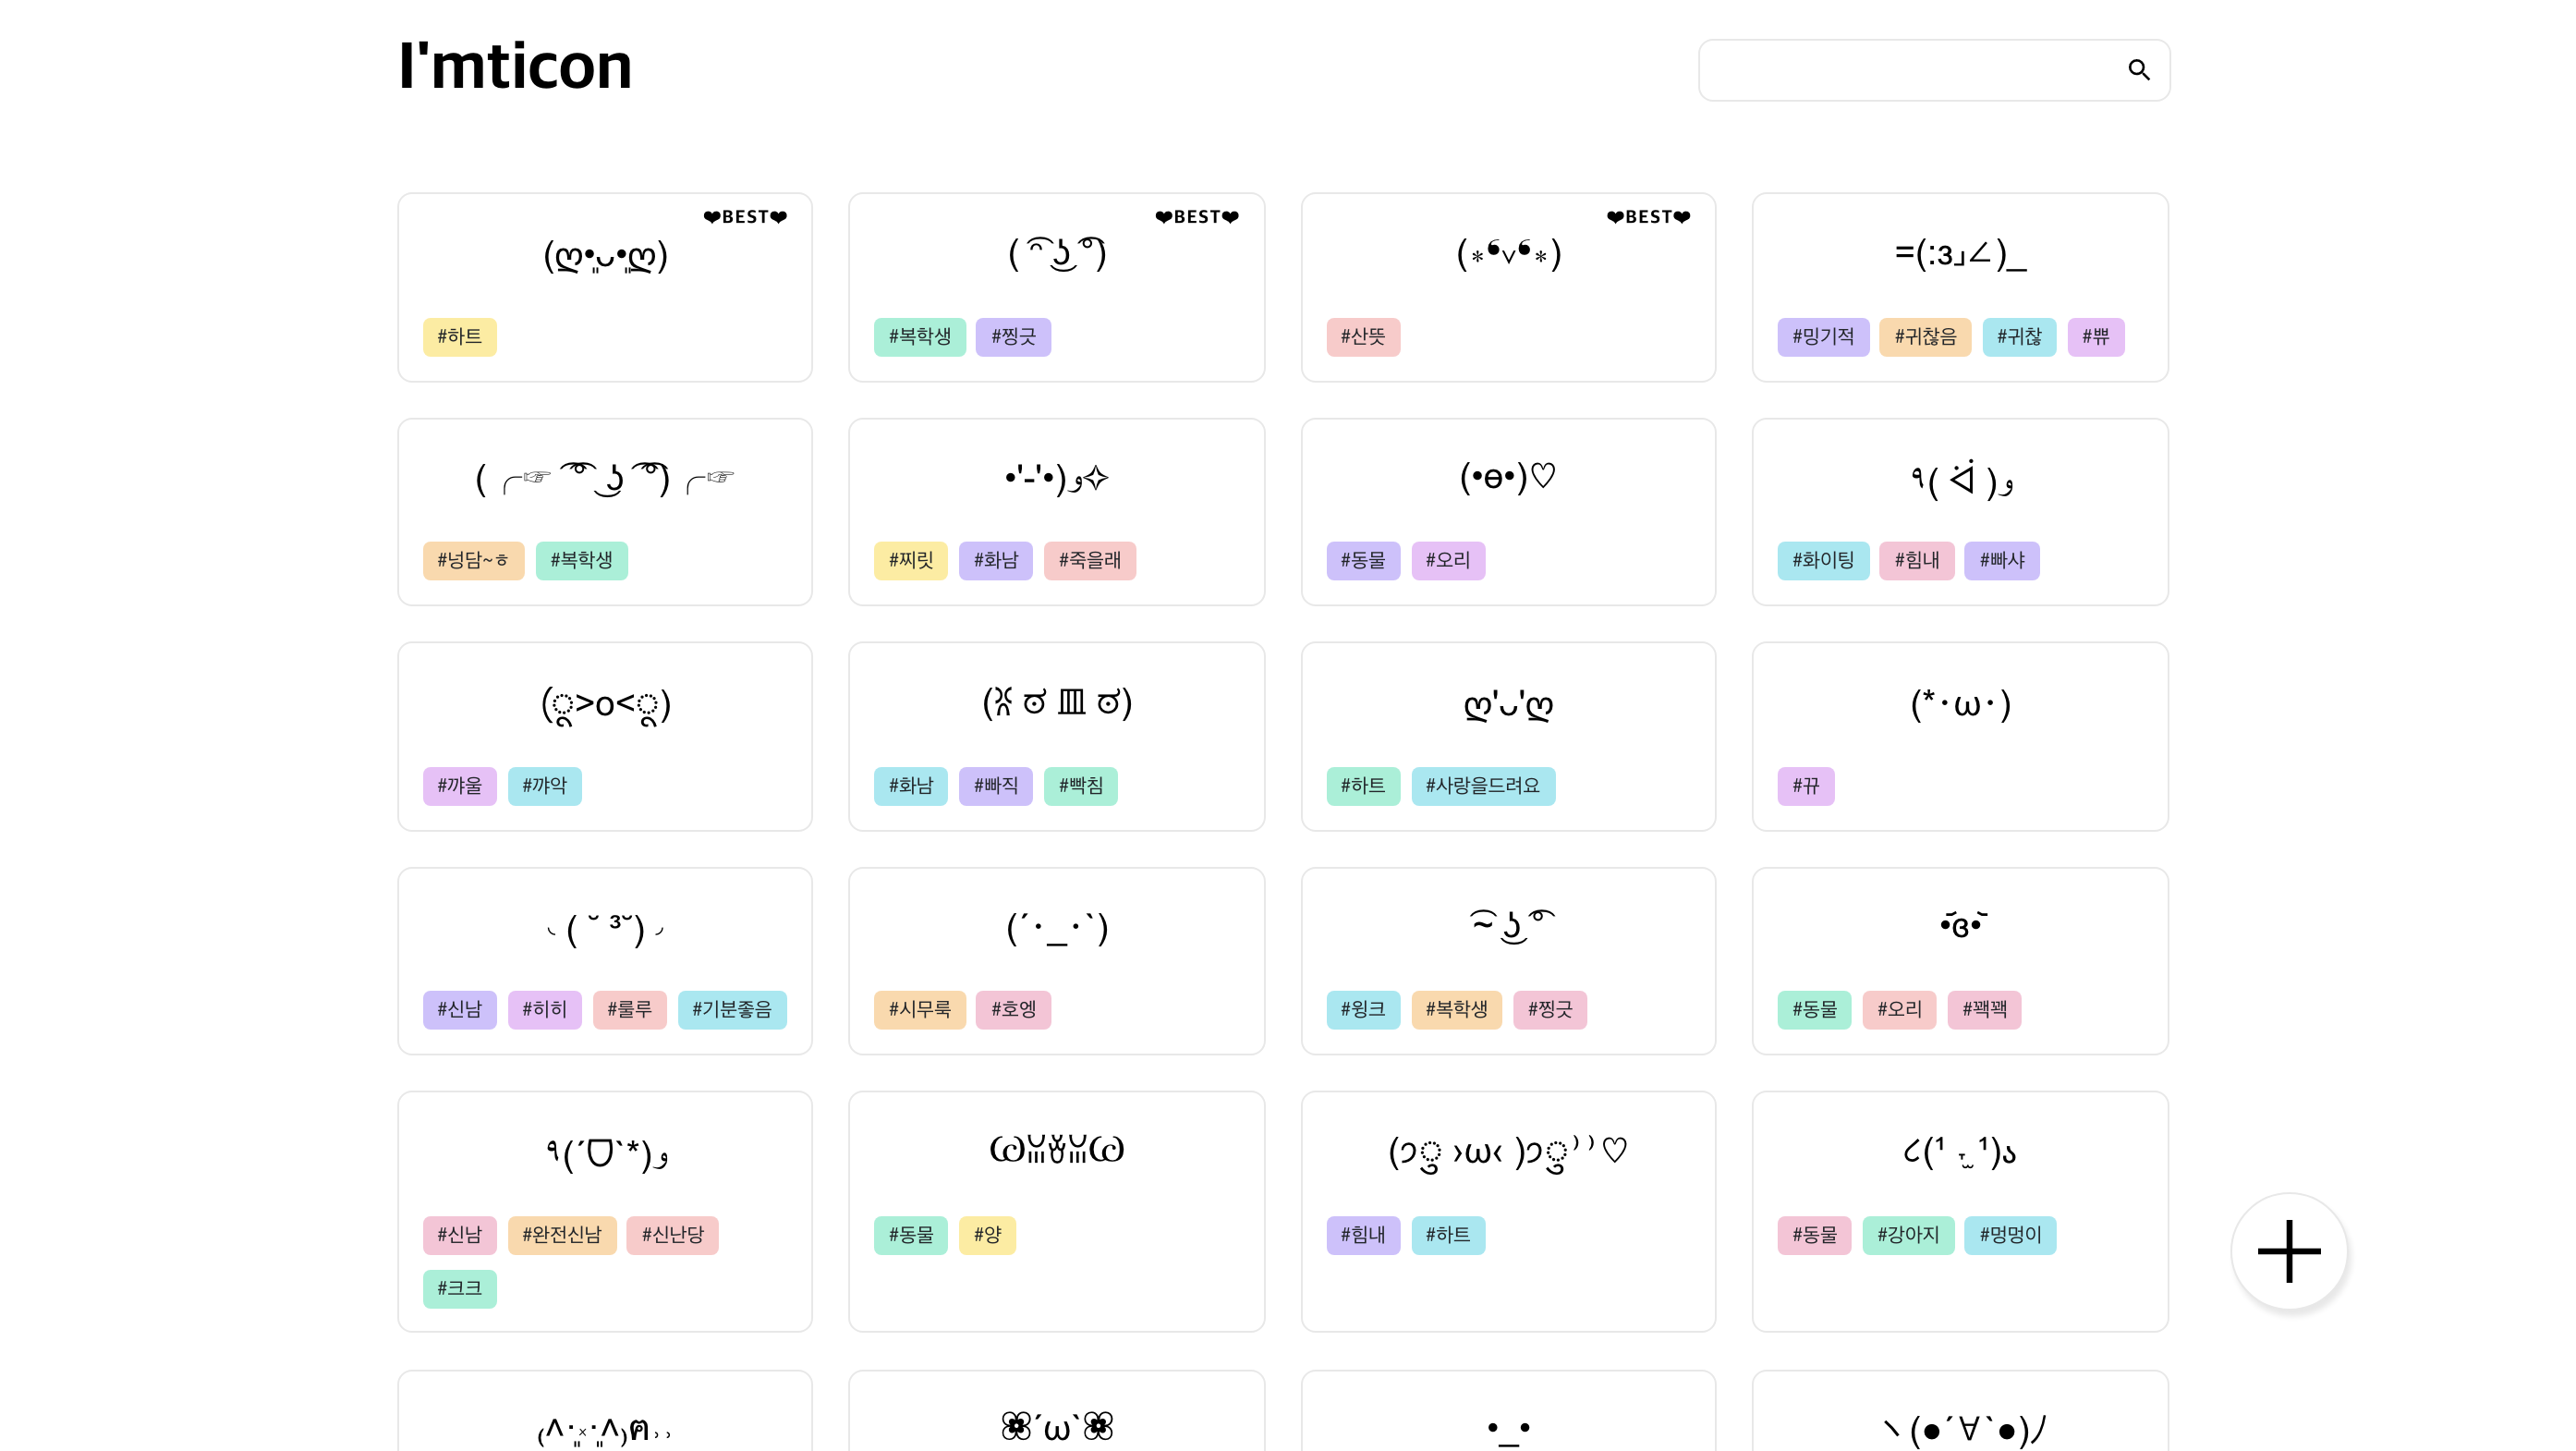 I'mticon
❤BEST❤
(ღ•͈ᴗ•͈ღ)
#하트
❤BEST❤
( ͡ᵔ ͜ʖ ͡°)
#복학생 #찡긋
❤BEST❤
(⁎❛ᵥ❛⁎)
#산뜻
=(:з」∠)_
#밍기적 #귀찮음 #귀찮 #쀼
( ╭☞ ͡° ͜ʖ ͡°) ╭☞
#넝담~ㅎ #복학생
•'-'•)و✧
#찌릿 #화남 #죽을래
(•ө•)♡
#동물 #오리
٩( ᐛ )و
#화이팅 #힘내 #빠샤
(ू>o<ू)
#꺄울 #꺄악
(ꐦ ಠ 皿 ಠ)
#화남 #빠직 #빡침
ღ'ᴗ'ღ
#하트 #사랑을드려요
(*･ω･)
#뀨
◟( ˘ ³˘)◞
#신남 #히히 #룰루 #기분좋음
(´･_･`)
#시무룩 #호엥
͡~ ͜ʖ ͡°
#윙크 #복학생 #찡긋
•̆ɞ•̆
#동물 #오리 #꽥꽥
٩(ˊᗜˋ*)و
#신남 #완전신남 #신난당
#크크
ᏊꈊꎁꈊᏊ
#동물 #양
(੭ु ›ω‹ )੭ु⁾⁾♡
#힘내 #하트
૮(¹ ˕̫ ¹)ა
#동물 #강아지 #멍멍이
₍^･͈༝･͈^₎ฅ˒˒
ꕤ´ω`ꕤ
•_•
ヽ(●´∀`●)ﾉ